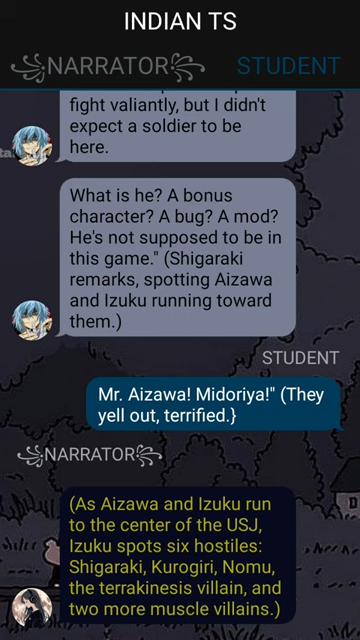 INDIAN TS
NARRATOR STUDENT
fight valiantly, but I didn't
expect a soldier to be
here.
What is he? A bonus
character? A bug? A mod?
He's not supposed to be in
this game." (Shigaraki
remarks, spotting Aizawa
and Izuku running toward
them.)
STUDENT
Mr. Aizawa! Midoriya!" (They
yell out, terrified.}
NARRATOR
(As Aizawa and Izuku run
to the center of the USJ,
Izuku spots six hostiles:
Shigaraki, Kurogiri, Nomu,
the terrakinesis villain, and
two more muscle villains.)